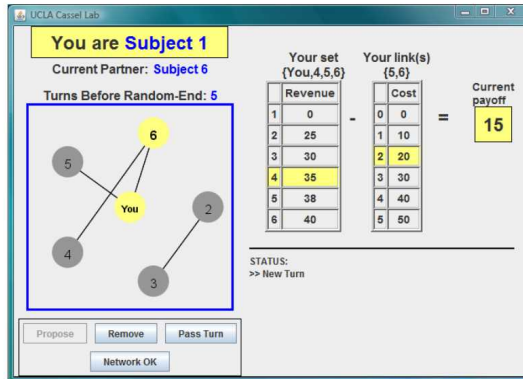 UCLA Cassel Lab
You are Subject 1
Current Partner: Subject 6
Turns Before Random-End: 5
6
5
You
2
4
3
Propose
Remove
Pass Turn
Network OK
Your set
{You,4,5,6}
Revenue
1 0
2 25
3 30
4 35
5 38
6 40
-
Your link(s)
{5,6}
Cost
0 0
1 10
2 20
3 30
4 40
5 50
=
Current
payoff
15
STATUS:
>> New Turn